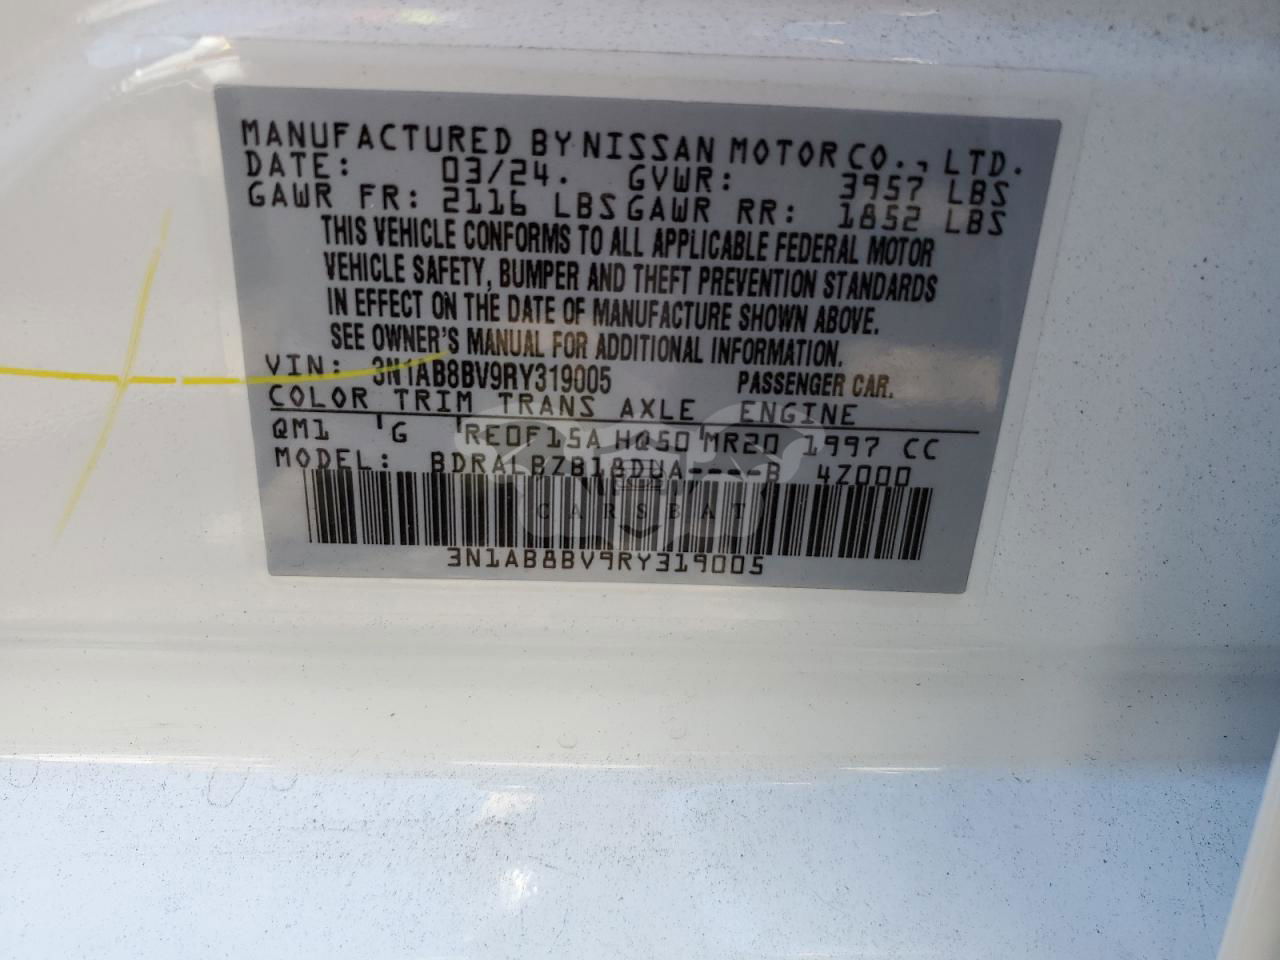 MANUFACTURED BY NISSAN MOTOR CO., LTD.
DATE: 03/24. GVWR: 3957 LBS
GAWR FR: 2116 LBS GAWR RR: 1852 LBS
THIS VEHICLE CONFORMS TO ALL APPLICABLE FEDERAL MOTOR
VEHICLE SAFETY, BUMPER AND THEFT PREVENTION STANDARDS
IN EFFECT ON THE DATE OF MANUFACTURE SHOWN ABOVE.
SEE OWNER'S MANUAL FOR ADDITIONAL INFORMATION.
VIN: 3N1AB8BV9RY319005 PASSENGER CAR.
COLOR TRIM TRANS AXLE ENGINE
QM1 G RE0F15A HQ50 MR20 1997 CC
MODEL: BDRALBZB18DUA----B 4Z000
CARSBAT
3N1AB8BV9RY319005